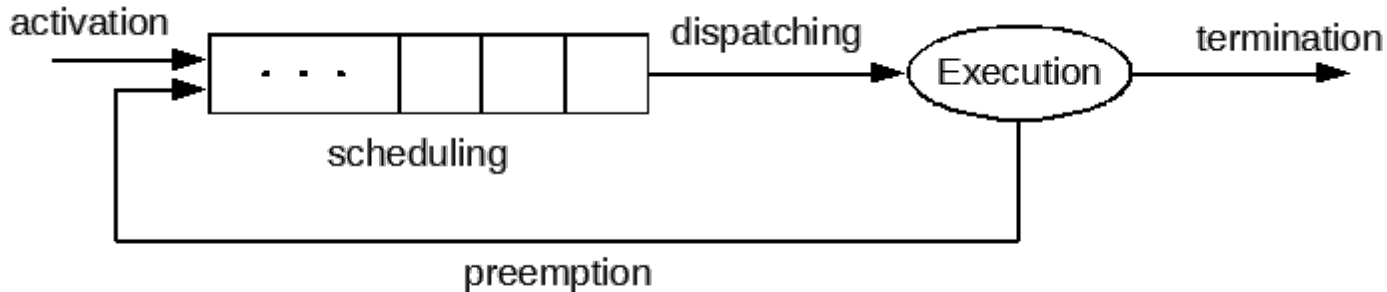 activation
dispatching
termination
. . .
Execution
scheduling
preemption